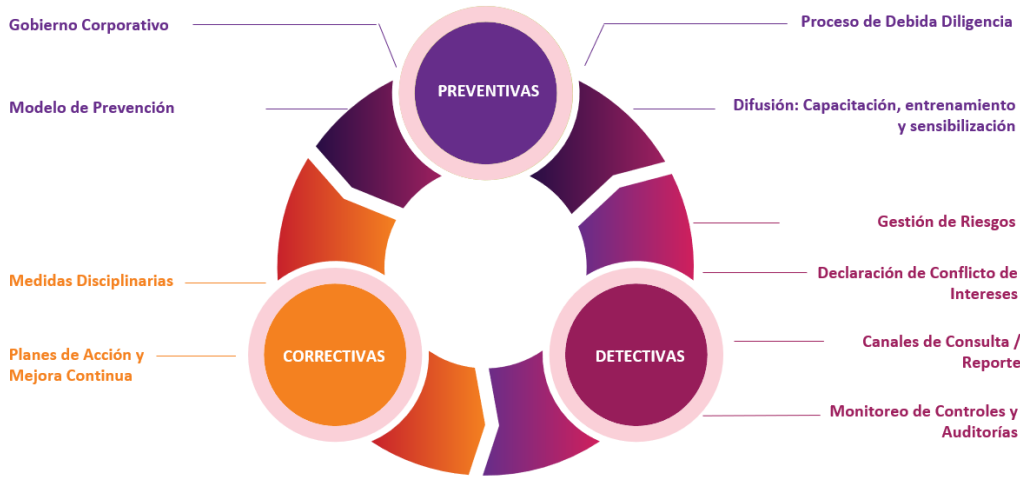 Gobierno Corporativo
Modelo de Prevención
PREVENTIVAS
Proceso de Debida Diligencia
Difusión: Capacitación, entrenamiento
y sensibilización
Gestión de Riesgos
Declaración de Conflicto de
Intereses
Canales de Consulta /
Reporte
Monitoreo de Controles y
Auditorías
DETECTIVAS
CORRECTIVAS
Medidas Disciplinarias
Planes de Acción y
Mejora Continua